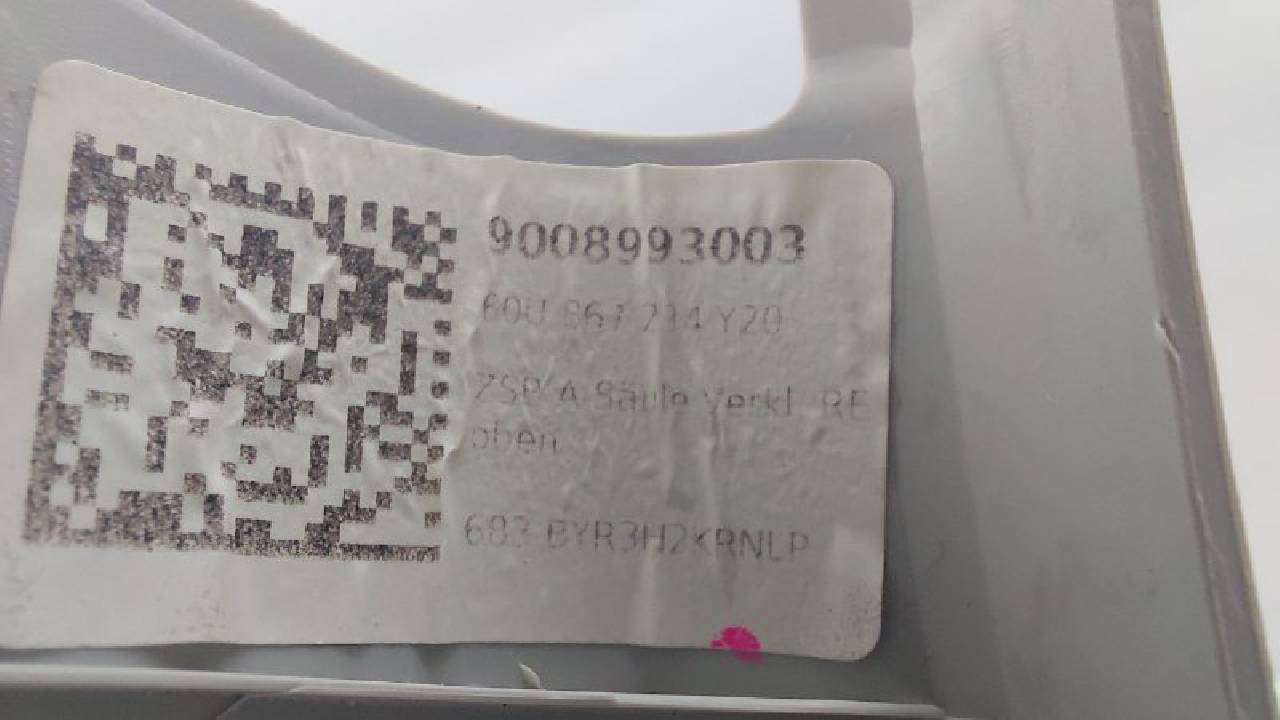 9008993003
60U 867 234 Y20
ZSB A-Säule Verkl. RE
oben
683 BYR3H2KRNLP